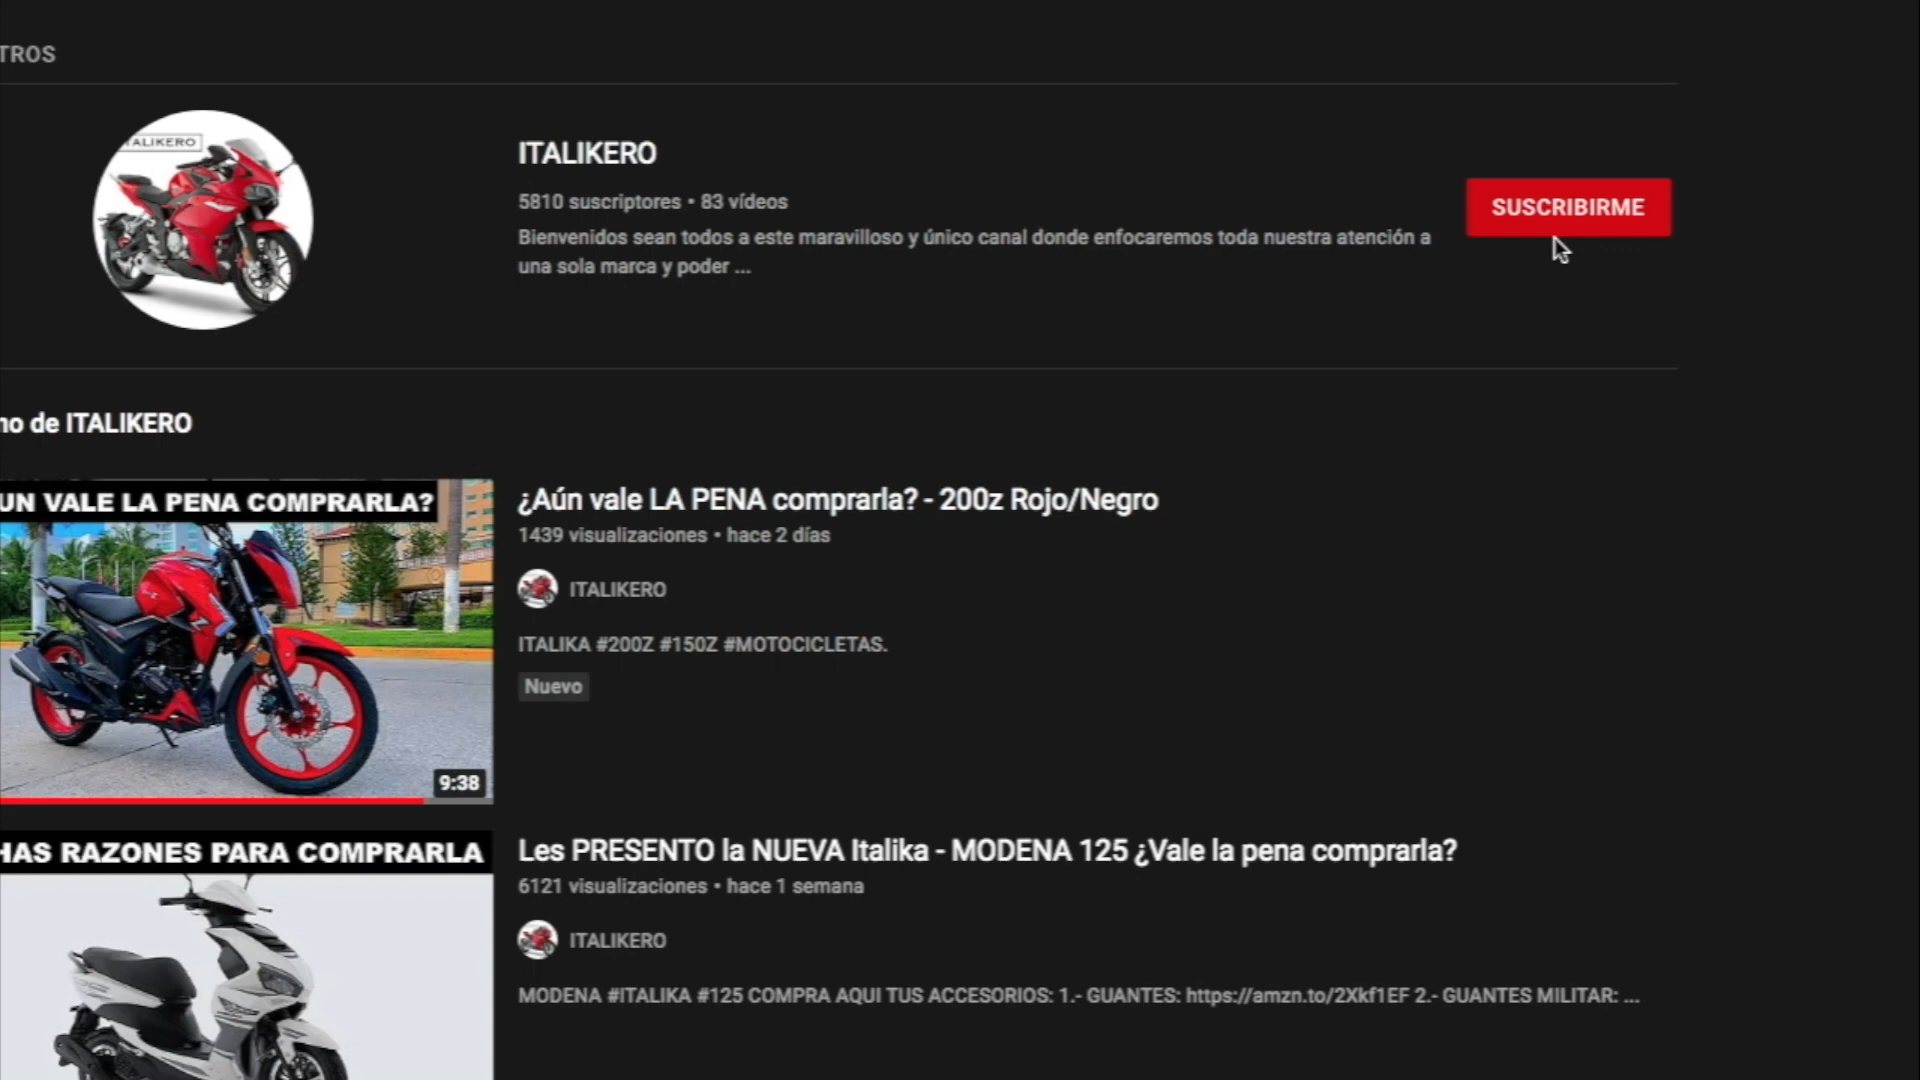 TROS
TALIKERO
ITALIKERO
5810 suscriptores • 83 vídeos
Bienvenidos sean todos a este maravilloso y único canal donde enfocaremos toda nuestra atención a
una sola marca y poder ...
SUSCRIBIRME
no de ITALIKERO
UN VALE LA PENA COMPRARLA?
9:38
¿Aún vale LA PENA comprarla? - 200z Rojo/Negro
1439 visualizaciones • hace 2 días
ITALIKERO
ITALIKA #200Z #150Z #MOTOCICLETAS.
Nuevo
HAS RAZONES PARA COMPRARLA
Les PRESENTO la NUEVA Italika - MODENA 125 ¿Vale la pena comprarla?
6121 visualizaciones • hace 1 semana
ITALIKERO
MODENA #ITALIKA #125 COMPRA AQUI TUS ACCESORIOS: 1.- GUANTES: https://amzn.to/2Xkf1EF 2.- GUANTES MILITAR: ...